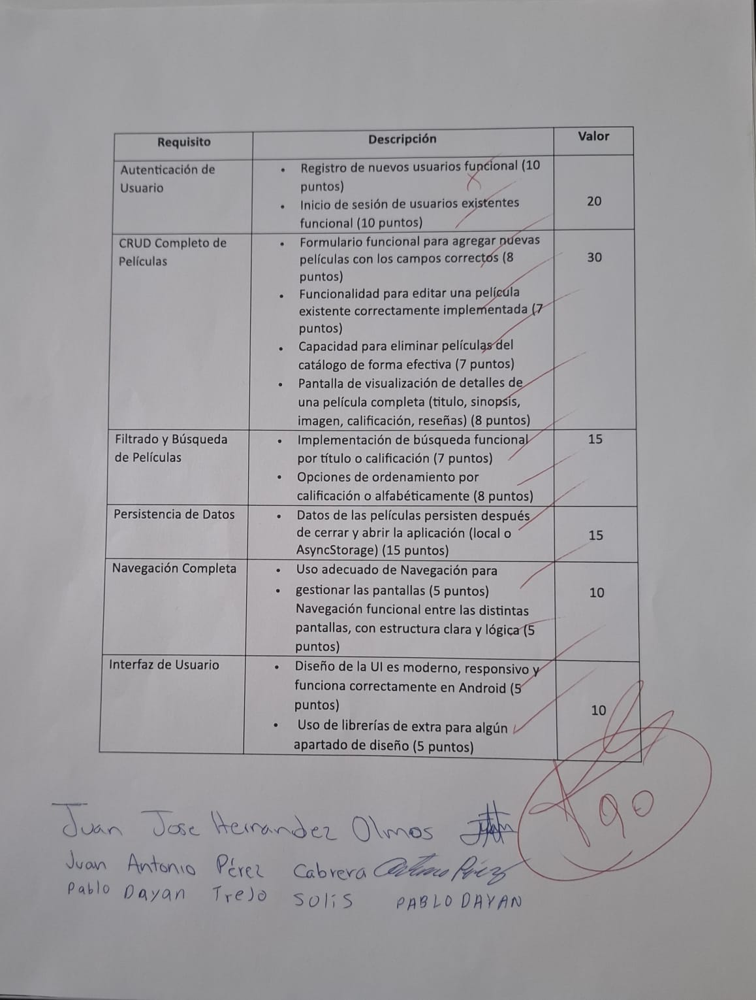 Requisito Descripción Valor
Autenticación de
Usuario
• Registro de nuevos usuarios funcional (10
puntos)
• Inicio de sesión de usuarios existentes
funcional (10 puntos)
20
CRUD Completo de
Películas
• Formulario funcional para agregar nuevas
películas con los campos correctos (8
puntos)
• Funcionalidad para editar una película
existente correctamente implementada (7
puntos)
• Capacidad para eliminar películas del
catálogo de forma efectiva (7 puntos)
• Pantalla de visualización de detalles de
una película completa (titulo, sinopsis,
imagen, calificación, reseñas) (8 puntos)
30
Filtrado y Búsqueda
de Películas
• Implementación de búsqueda funcional
por título o calificación (7 puntos)
• Opciones de ordenamiento por
calificación o alfabéticamente (8 puntos)
15
Persistencia de Datos
• Datos de las películas persisten después
de cerrar y abrir la aplicación (local o
AsyncStorage) (15 puntos)
15
Navegación Completa
• Uso adecuado de Navegación para
• gestionar las pantallas (5 puntos)
Navegación funcional entre las distintas
pantallas, con estructura clara y lógica (5
puntos)
10
Interfaz de Usuario
• Diseño de la UI es moderno, responsivo y
funciona correctamente en Android (5
puntos)
• Uso de librerías de extra para algún
apartado de diseño (5 puntos)
10
90
Juan Jose Hernandez Olmos
Juan Antonio Pérez Cabrera
Pablo Dayan Trejo Solis PABLO DAYAN